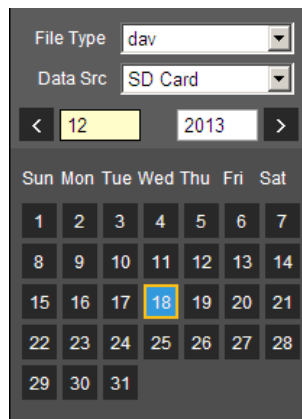 File Type dav
Data Src SD Card
< 12 2013 >
Sun Mon Tue Wed Thu Fri Sat
1 2 3 4 5 6 7
8 9 10 11 12 13 14
15 16 17 18 19 20 21
22 23 24 25 26 27 28
29 30 31